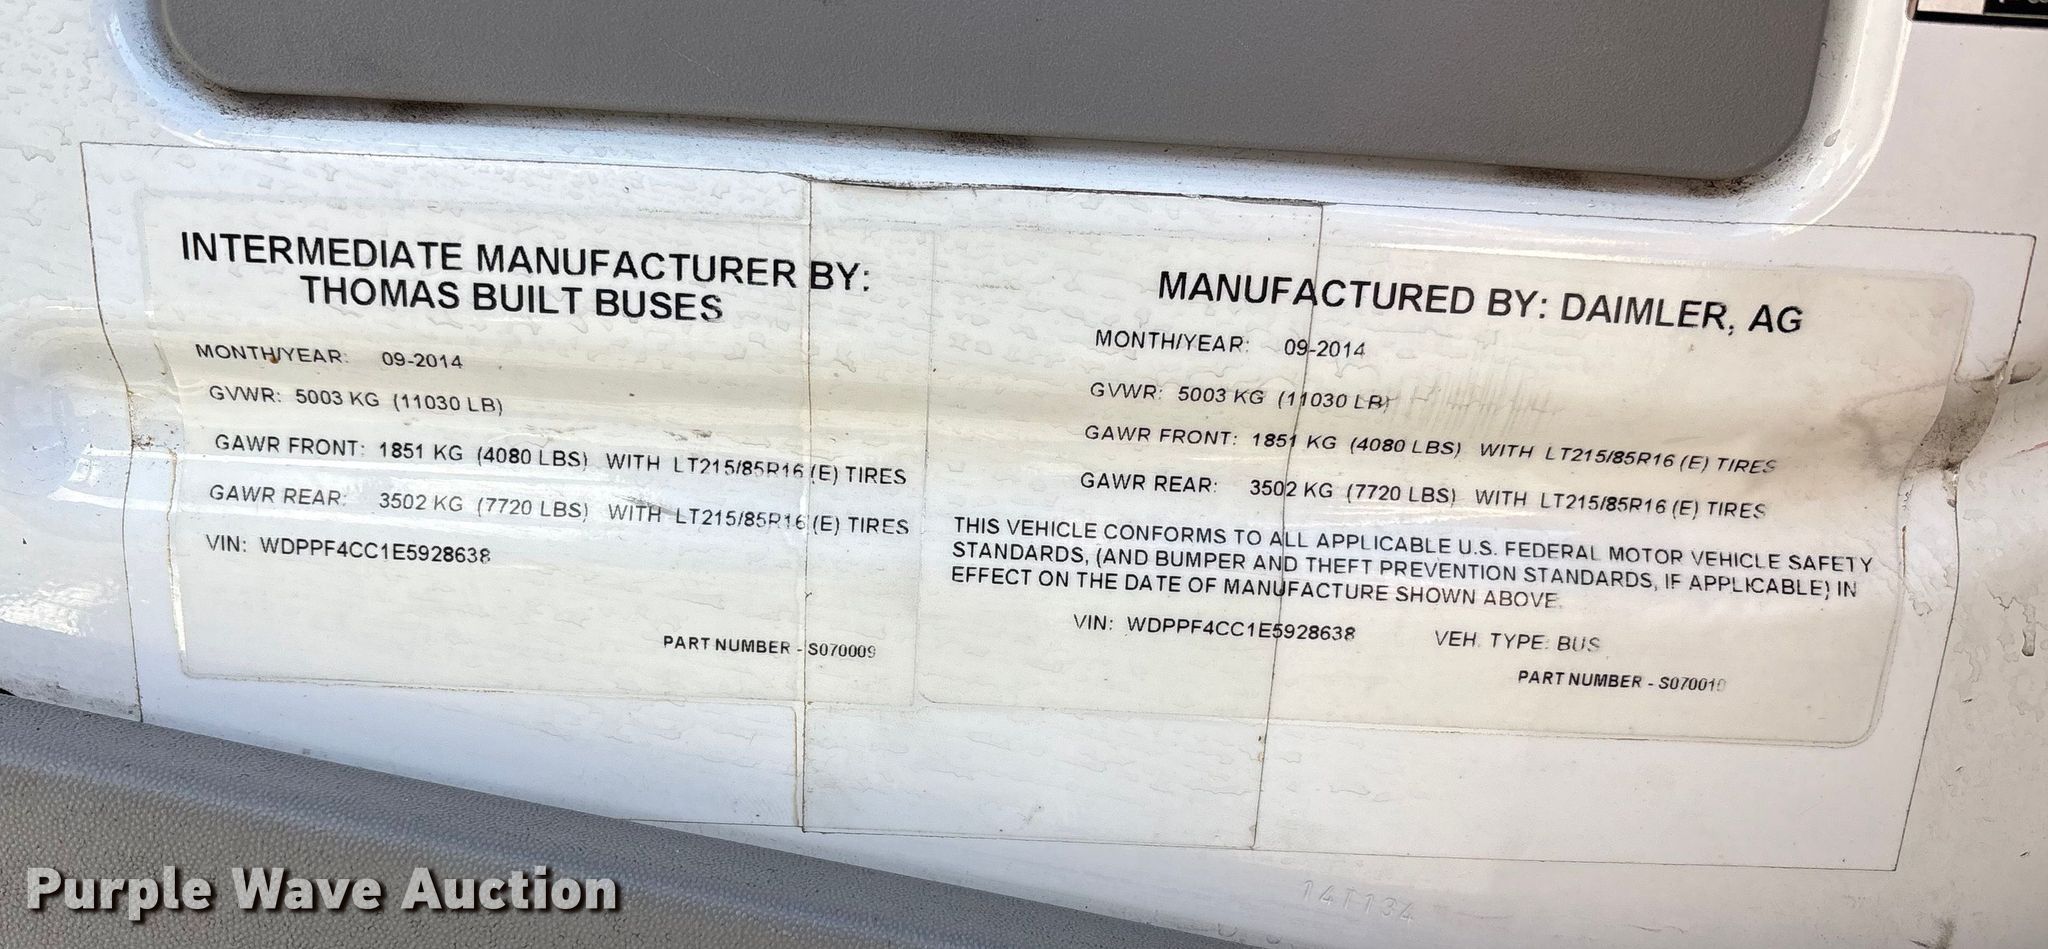 INTERMEDIATE MANUFACTURER BY:
THOMAS BUILT BUSES
MONTH/YEAR: 09-2014
GVWR: 5003 KG (11030 LB)
GAWR FRONT: 1851 KG (4080 LBS) WITH LT215/85R16 (E) TIRES
GAWR REAR: 3502 KG (7720 LBS) WITH LT215/85R16 (E) TIRES
VIN: WDPPF4CC1E5928638
PART NUMBER - S070009
MANUFACTURED BY: DAIMLER, AG
MONTH/YEAR: 09-2014
GVWR: 5003 KG (11030 LB)
GAWR FRONT: 1851 KG (4080 LBS) WITH LT215/85R16 (E) TIRES
GAWR REAR: 3502 KG (7720 LBS) WITH LT215/85R16 (E) TIRES
THIS VEHICLE CONFORMS TO ALL APPLICABLE U.S. FEDERAL MOTOR VEHICLE SAFETY
STANDARDS, (AND BUMPER AND THEFT PREVENTION STANDARDS, IF APPLICABLE) IN
EFFECT ON THE DATE OF MANUFACTURE SHOWN ABOVE.
VIN: WDPPF4CC1E5928638 VEH. TYPE: BUS
PART NUMBER - S070010
14T134
Purple Wave Auction